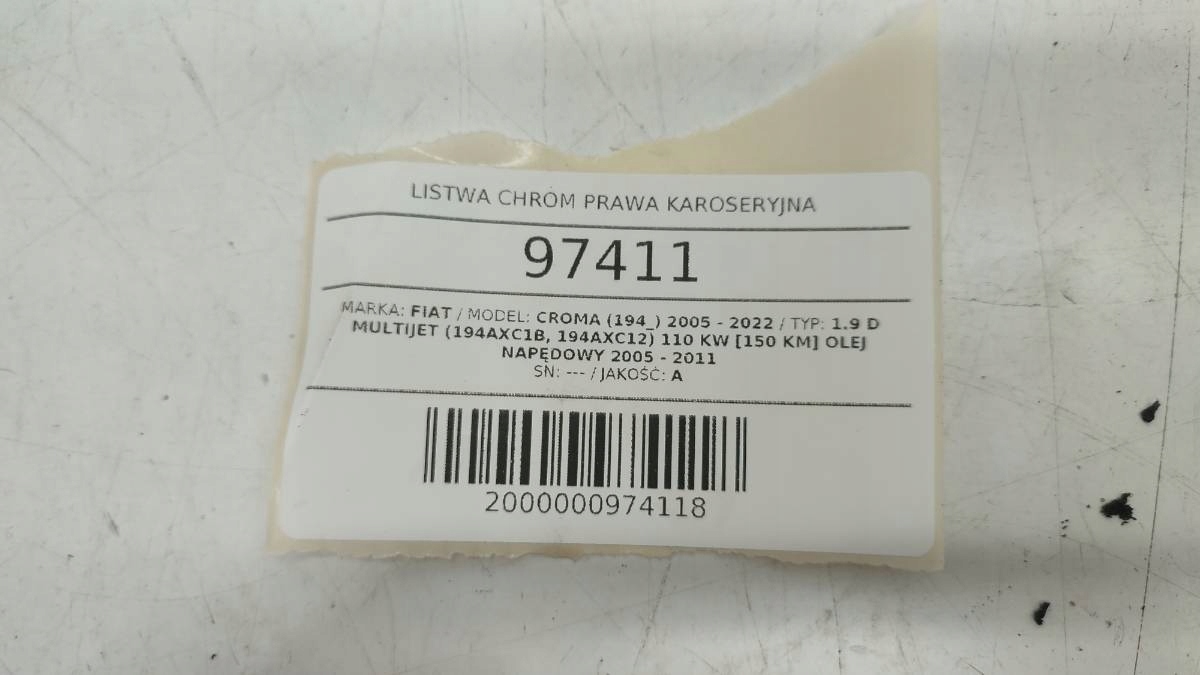 LISTWA CHROM PRAWA KAROSERYJNA
97411
MARKA: FIAT / MODEL: CROMA (194_) 2005 - 2022 / TYP: 1.9 D
MULTIJET (194AXC1B, 194AXC12) 110 KW [150 KM] OLEJ
NAPĘDOWY 2005 - 2011
SN: --- / JAKOŚĆ: A
2000000974118